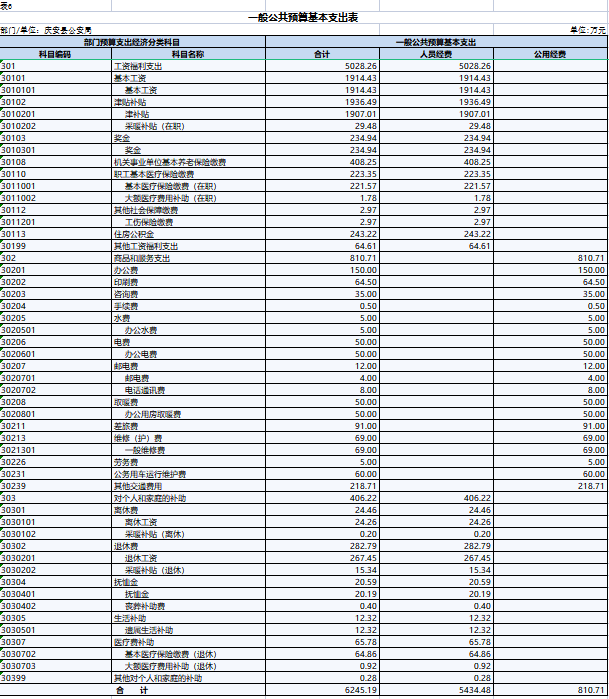 表6
一般公共预算基本支出表
部门/单位：庆安县公安局 单位:万元
部门预算支出经济分类科目 一般公共预算基本支出
科目编码 科目名称 合计 人员经费 公用经费
301 工资福利支出 5028.26 5028.26
30101 基本工资 1914.43 1914.43
3010101 基本工资 1914.43 1914.43
30102 津贴补贴 1936.49 1936.49
3010201 津补贴 1907.01 1907.01
3010202 采暖补贴（在职） 29.48 29.48
30103 奖金 234.94 234.94
3010301 奖金 234.94 234.94
30108 机关事业单位基本养老保险缴费 408.25 408.25
30110 职工基本医疗保险缴费 223.35 223.35
3011001 基本医疗保险缴费（在职） 221.57 221.57
3011002 大额医疗费用补助（在职） 1.78 1.78
30112 其他社会保障缴费 2.97 2.97
3011201 工伤保险缴费 2.97 2.97
30113 住房公积金 243.22 243.22
30199 其他工资福利支出 64.61 64.61
302 商品和服务支出 810.71 810.71
30201 办公费 150.00 150.00
30202 印刷费 64.50 64.50
30203 咨询费 35.00 35.00
30204 手续费 0.50 0.50
30205 水费 5.00 5.00
3020501 办公水费 5.00 5.00
30206 电费 50.00 50.00
3020601 办公电费 50.00 50.00
30207 邮电费 12.00 12.00
3020701 邮电费 4.00 4.00
3020702 电话通讯费 8.00 8.00
30208 取暖费 50.00 50.00
3020801 办公用房取暖费 50.00 50.00
30211 差旅费 91.00 91.00
30213 维修（护）费 69.00 69.00
3021301 一般维修费 69.00 69.00
30226 劳务费 5.00 5.00
30231 公务用车运行维护费 60.00 60.00
30239 其他交通费用 218.71 218.71
303 对个人和家庭的补助 406.22 406.22
30301 离休费 24.46 24.46
3030101 离休工资 24.26 24.26
3030102 采暖补贴（离休） 0.20 0.20
30302 退休费 282.79 282.79
3030201 退休工资 267.45 267.45
3030202 采暖补贴（退休） 15.34 15.34
30304 抚恤金 20.59 20.59
3030401 抚恤金 20.19 20.19
3030402 丧葬补助费 0.40 0.40
30305 生活补助 12.32 12.32
3030501 遗属生活补助 12.32 12.32
30307 医疗费补助 65.78 65.78
3030702 基本医疗保险缴费（退休） 64.86 64.86
3030703 大额医疗费用补助（退休） 0.92 0.92
30399 其他对个人和家庭的补助 0.28 0.28
合 计 6245.19 5434.48 810.71